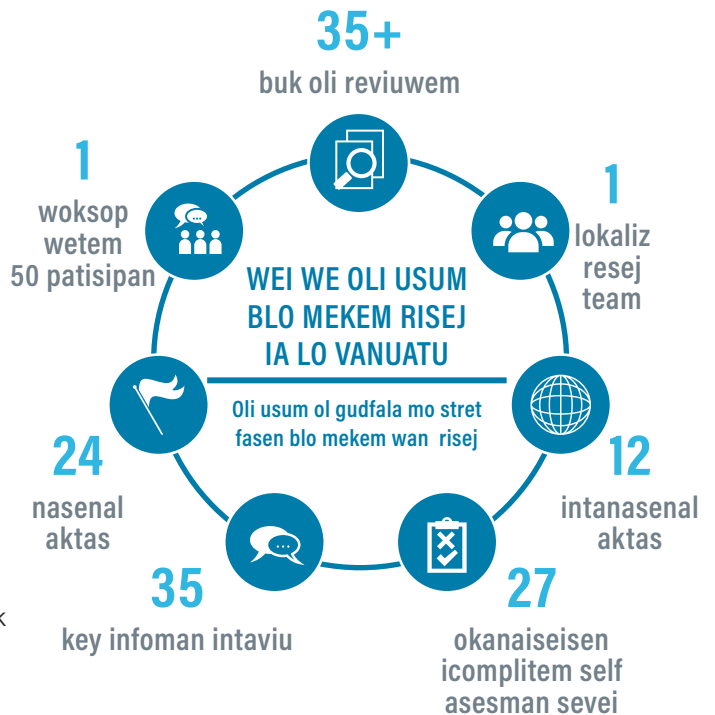 35+
buk oli reviuwem
1
woksop
wetem
50 patisipan
1
lokaliz
resej
team
WEI WE OLI USUM
BLO MEKEM RISEJ
IA LO VANUATU
Oli usum ol gudfala mo stret
fasen blo mekem wan risej
24
nasenal
aktas
12
intanasenal
aktas
35
key infoman intaviu
27
okanaiseisen
icomplitem self
asesman sevei
K